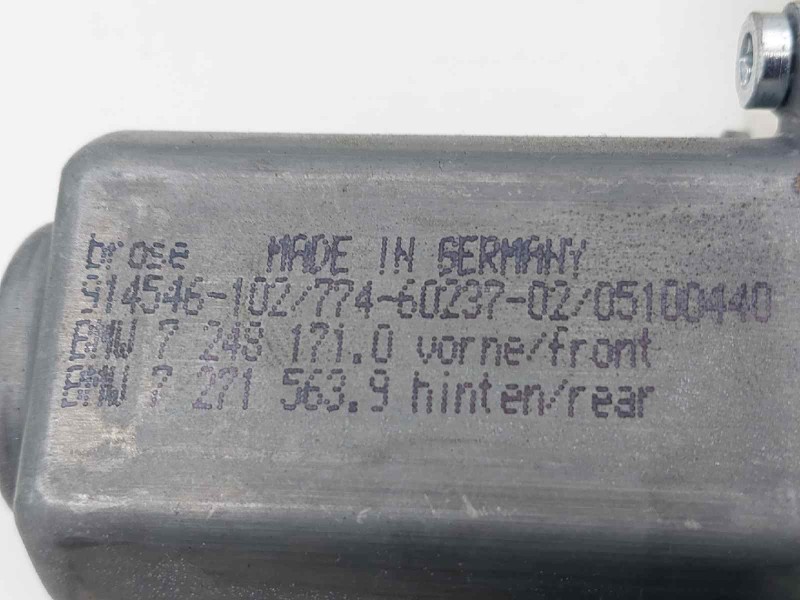 Brose MADE IN GERMANY
914546-102/774-60237-02/05100440
BMW 7 248 171.0 vorne/front
BMW 7 271 563.9 hinten/rear